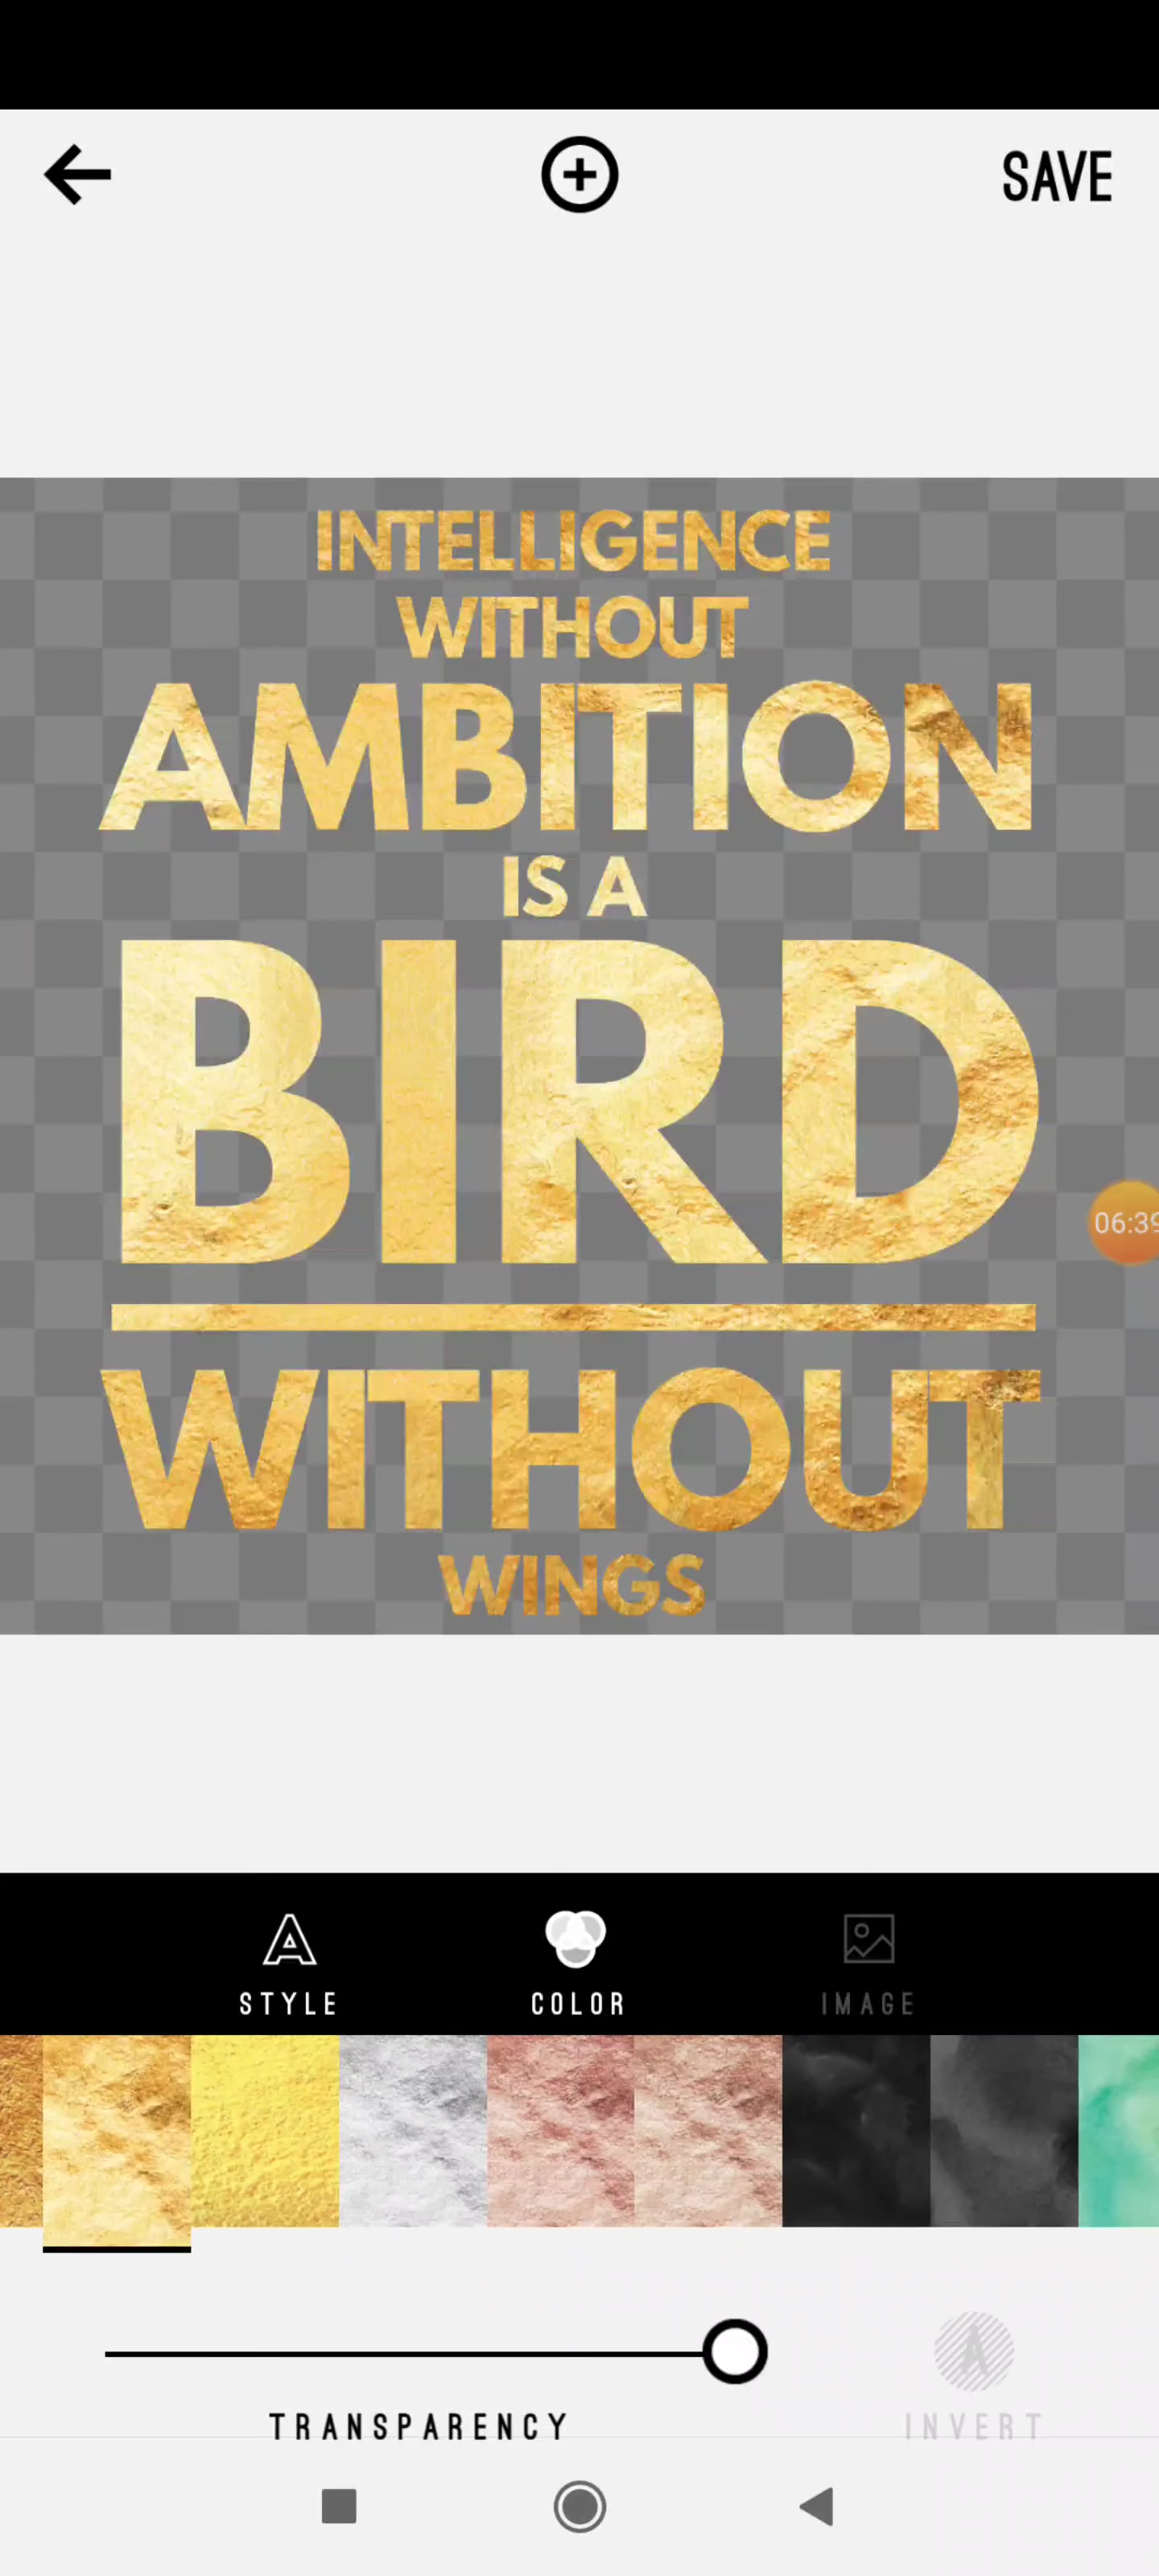 SAVE
INTELLIGENCE
WITHOUT
AMBITION
IS A
BIRD
WITHOUT
WINGS
06:39
STYLE COLOR IMAGE
TRANSPARENCY INVERT